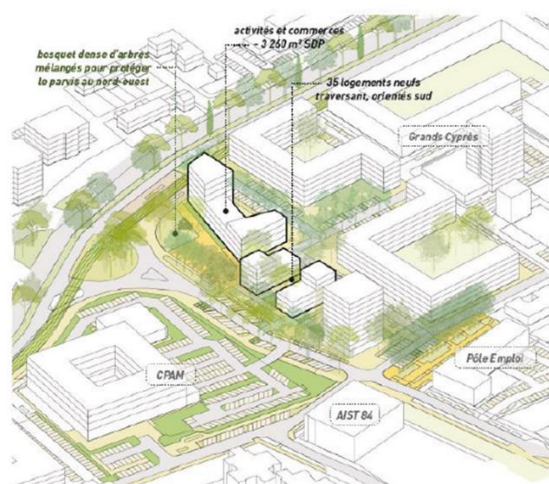 activités et commerces
~ 3 260 m² SDP
bosquet dense d'arbres
mélangés pour protéger
le parvis au nord-ouest
35 logements neufs
traversant, orientés sud
Grands Cyprès
CPAM
Pôle Emploi
AIST 84